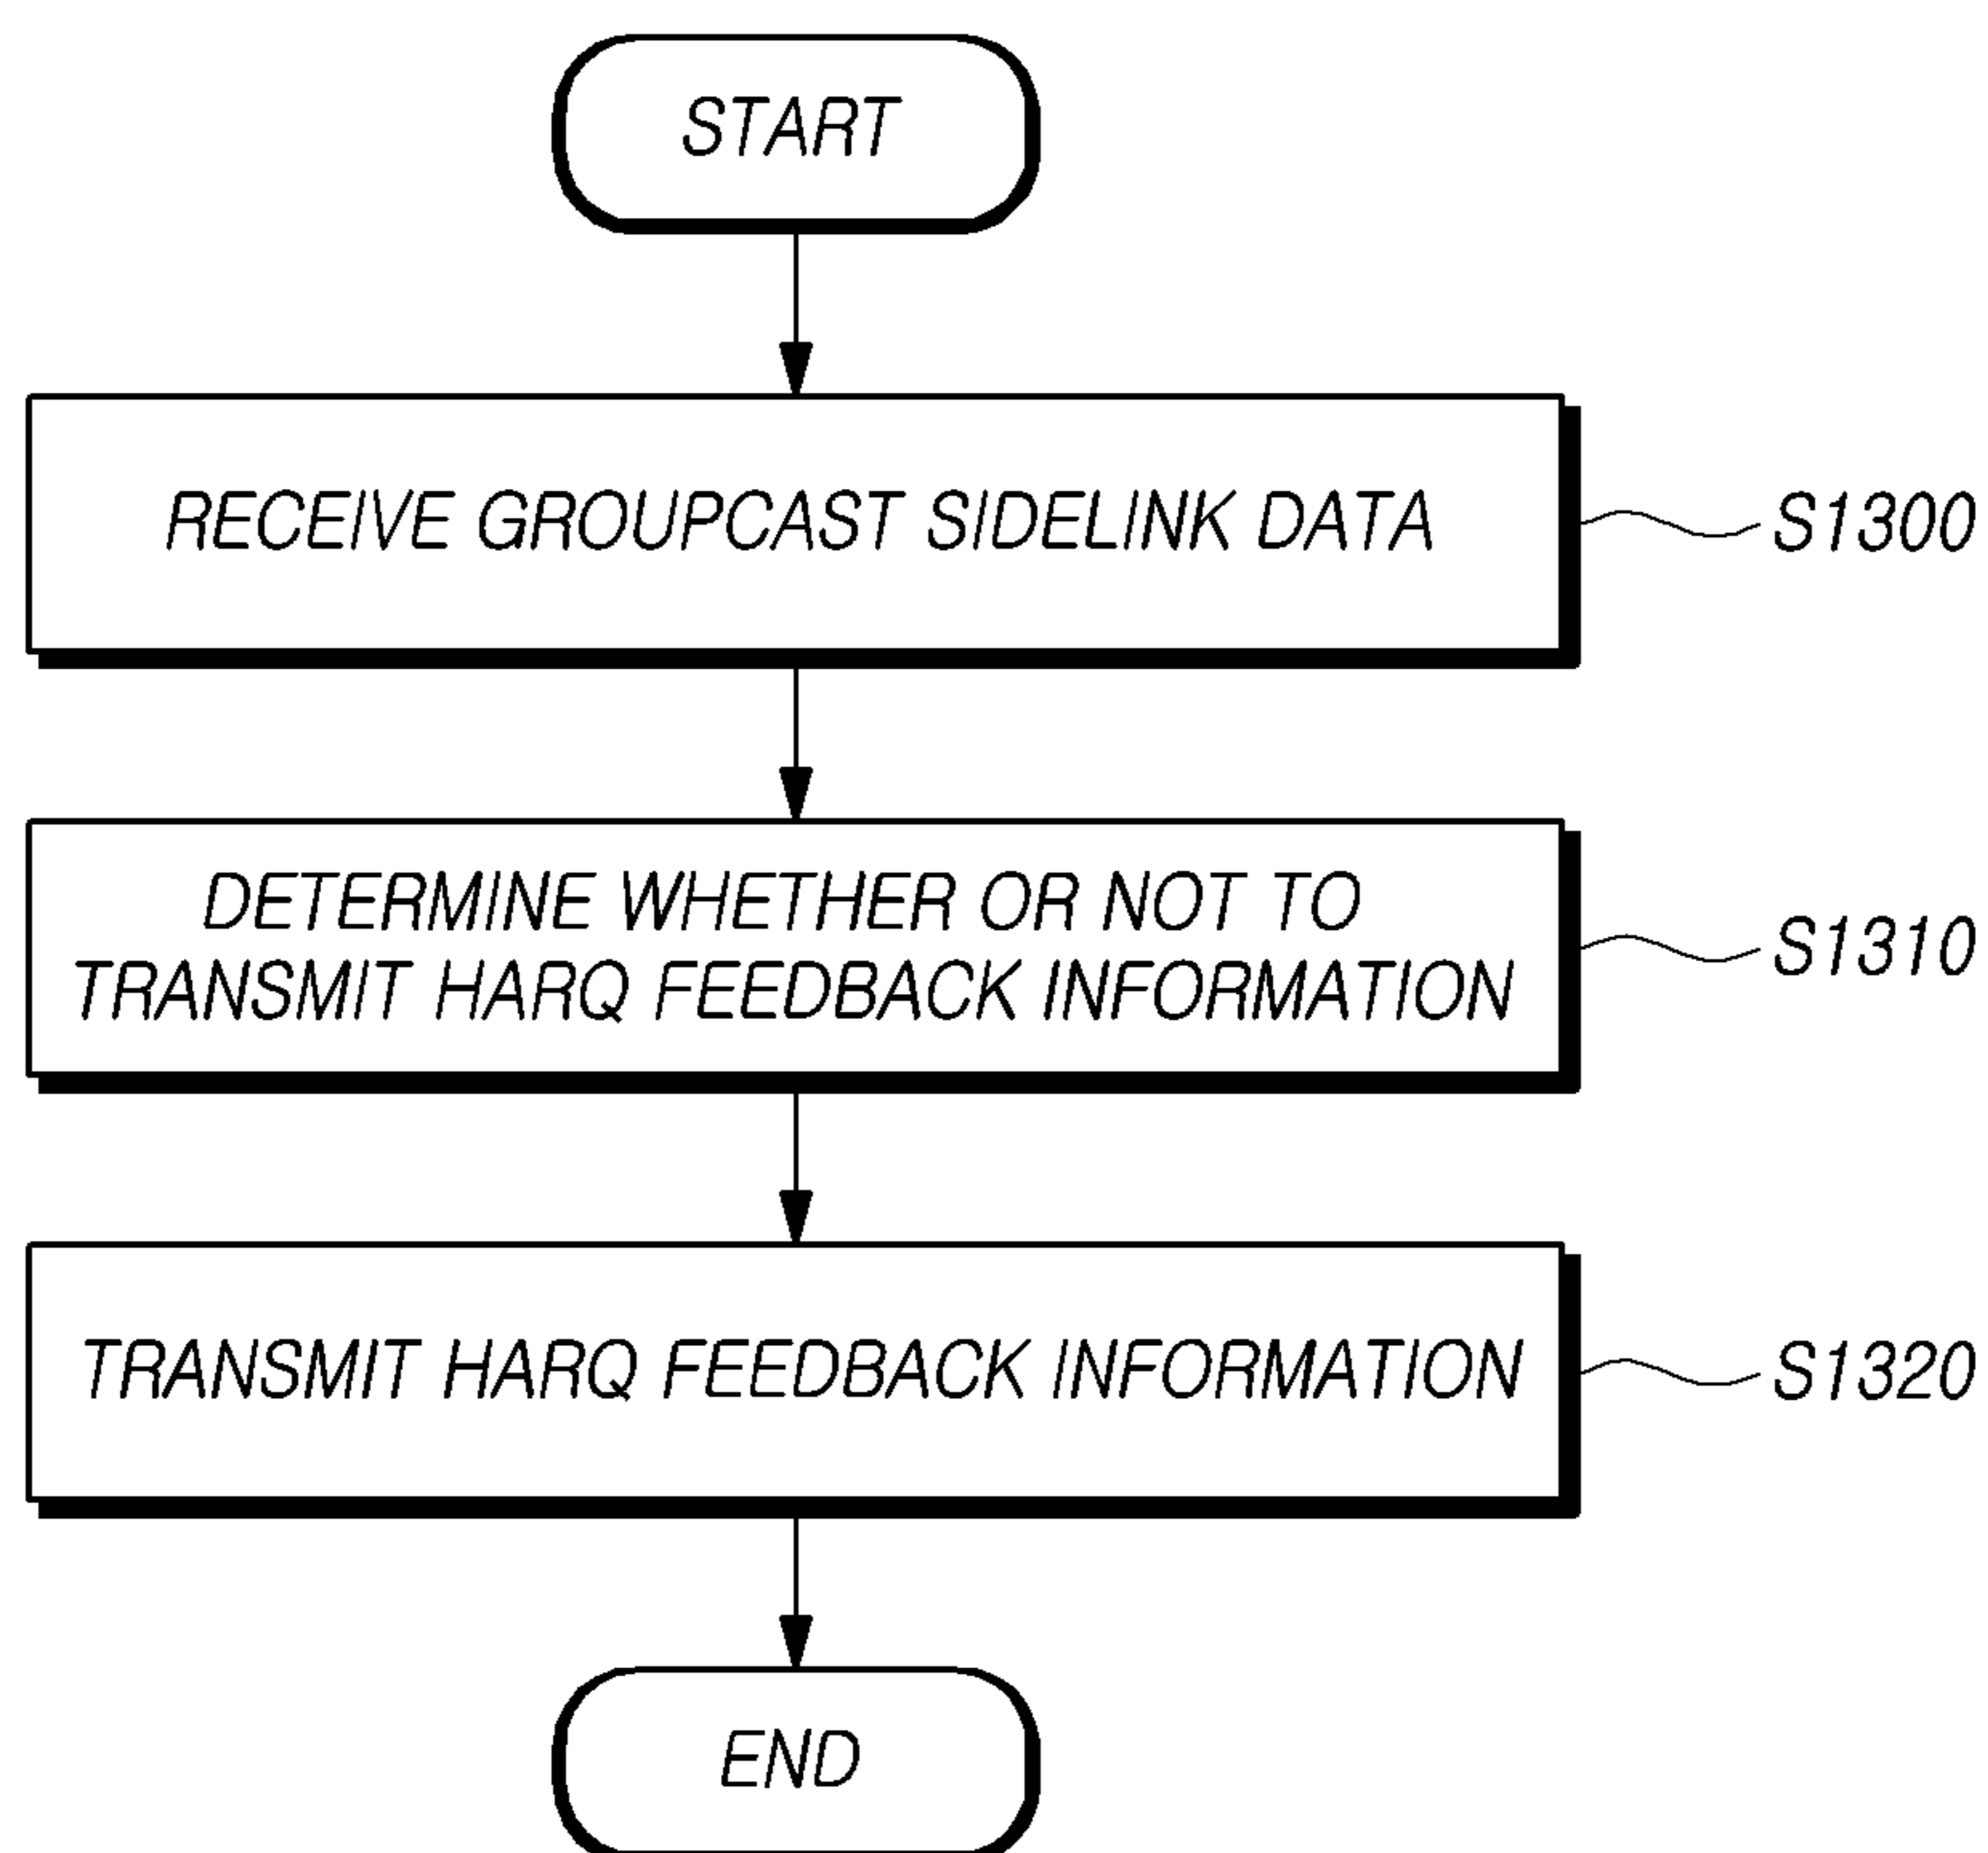 START
RECEIVE GROUPCAST SIDELINK DATA
S1300
DETERMINE WHETHER OR NOT TO
TRANSMIT HARQ FEEDBACK INFORMATION
S1310
TRANSMIT HARQ FEEDBACK INFORMATION
S1320
END